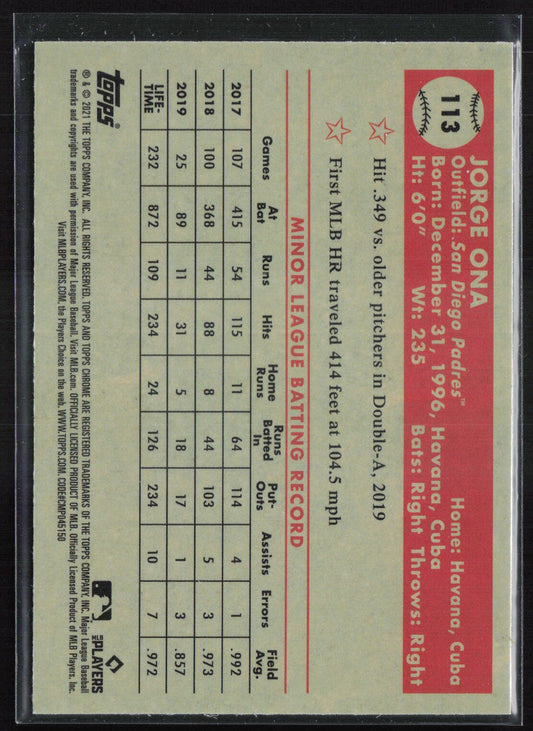 113
JORGE ONA
Outfield: San Diego Padres™ Home: Havana, Cuba
Born: December 31, 1996, Havana, Cuba
Ht: 6'0" Wt: 235 Bats: Right Throws: Right
Hit .349 vs. older pitchers in Double-A, 2019
First MLB HR traveled 414 feet at 104.5 mph
MINOR LEAGUE BATTING RECORD
Games At Bat Runs Hits Home Runs Runs Batted In Put-Outs Assists Errors Field Avg.
2017 107 415 54 115 11 64 114 4 1 .992
2018 100 368 44 88 8 44 103 5 3 .973
2019 25 89 11 31 5 18 17 1 3 .857
LIFE-TIME 232 872 109 234 24 126 234 10 7 .972
topps®
MLB PLAYERS
® & © 2021 THE TOPPS COMPANY, INC. ALL RIGHTS RESERVED. TOPPS AND TOPPS CHROME ARE REGISTERED TRADEMARKS OF THE TOPPS COMPANY, INC. Major League Baseball
trademarks and copyrights are used with permission of Major League Baseball. Visit MLB.com. OFFICIALLY LICENSED PRODUCT OF MLB. Officially Licensed Product of MLB Players, Inc.
Visit MLBPLAYERS.COM, the Players Choice on the web. WWW.TOPPS.COM. CODE#CMP045150